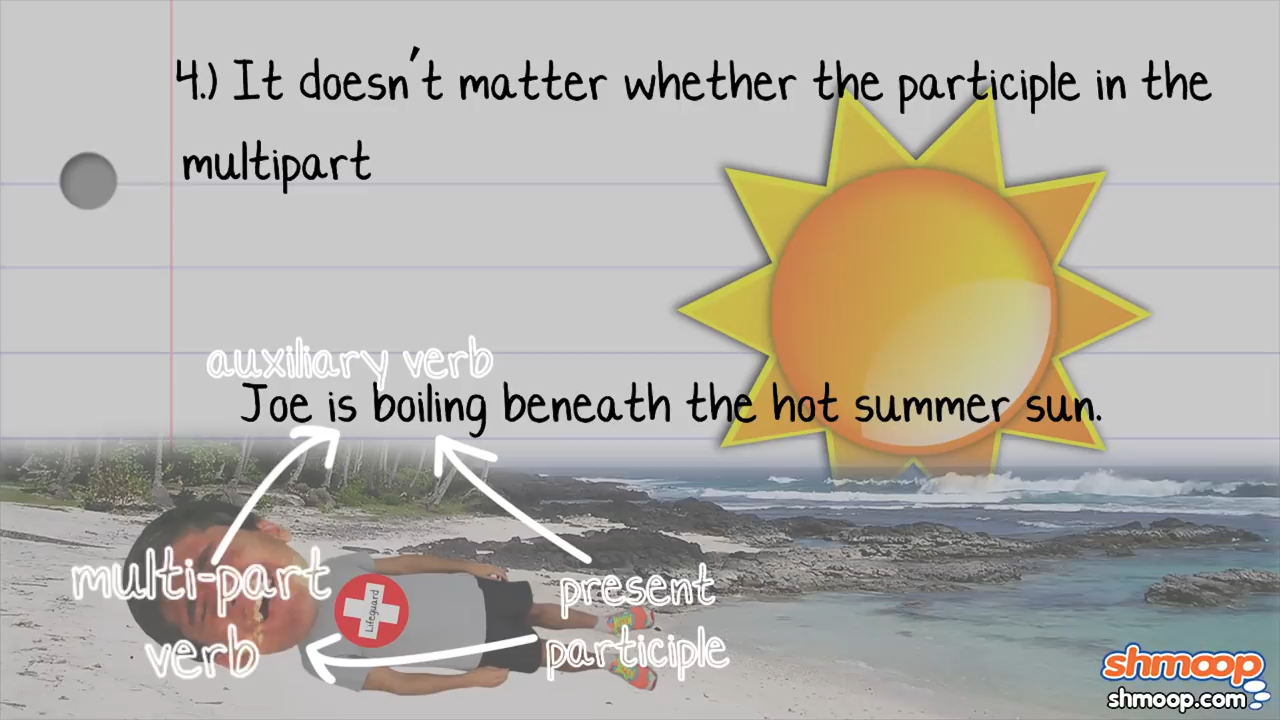 4.) It doesn't matter whether the participle in the
multipart
auxiliary verb
Joe is boiling beneath the hot summer sun.
multi-part
verb
present
participle
Lifeguard
shmoop
shmoop.com